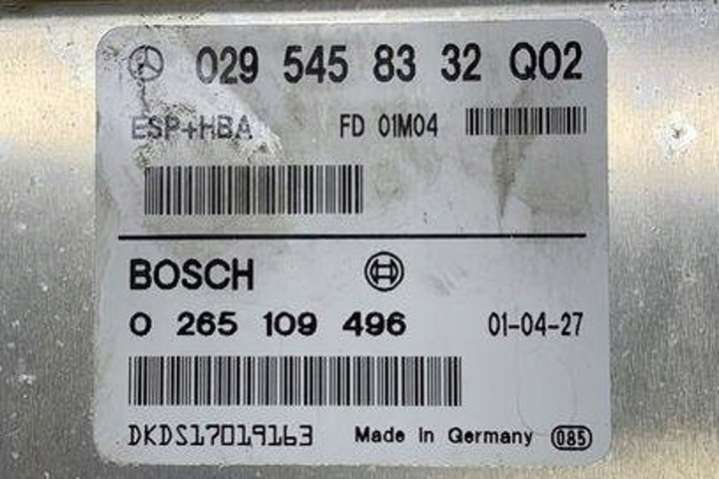 029 545 83 32 Q02
ESP+HBA FD 01M04
BOSCH
0 265 109 496 01-04-27
DKDS17019163 Made in Germany 085